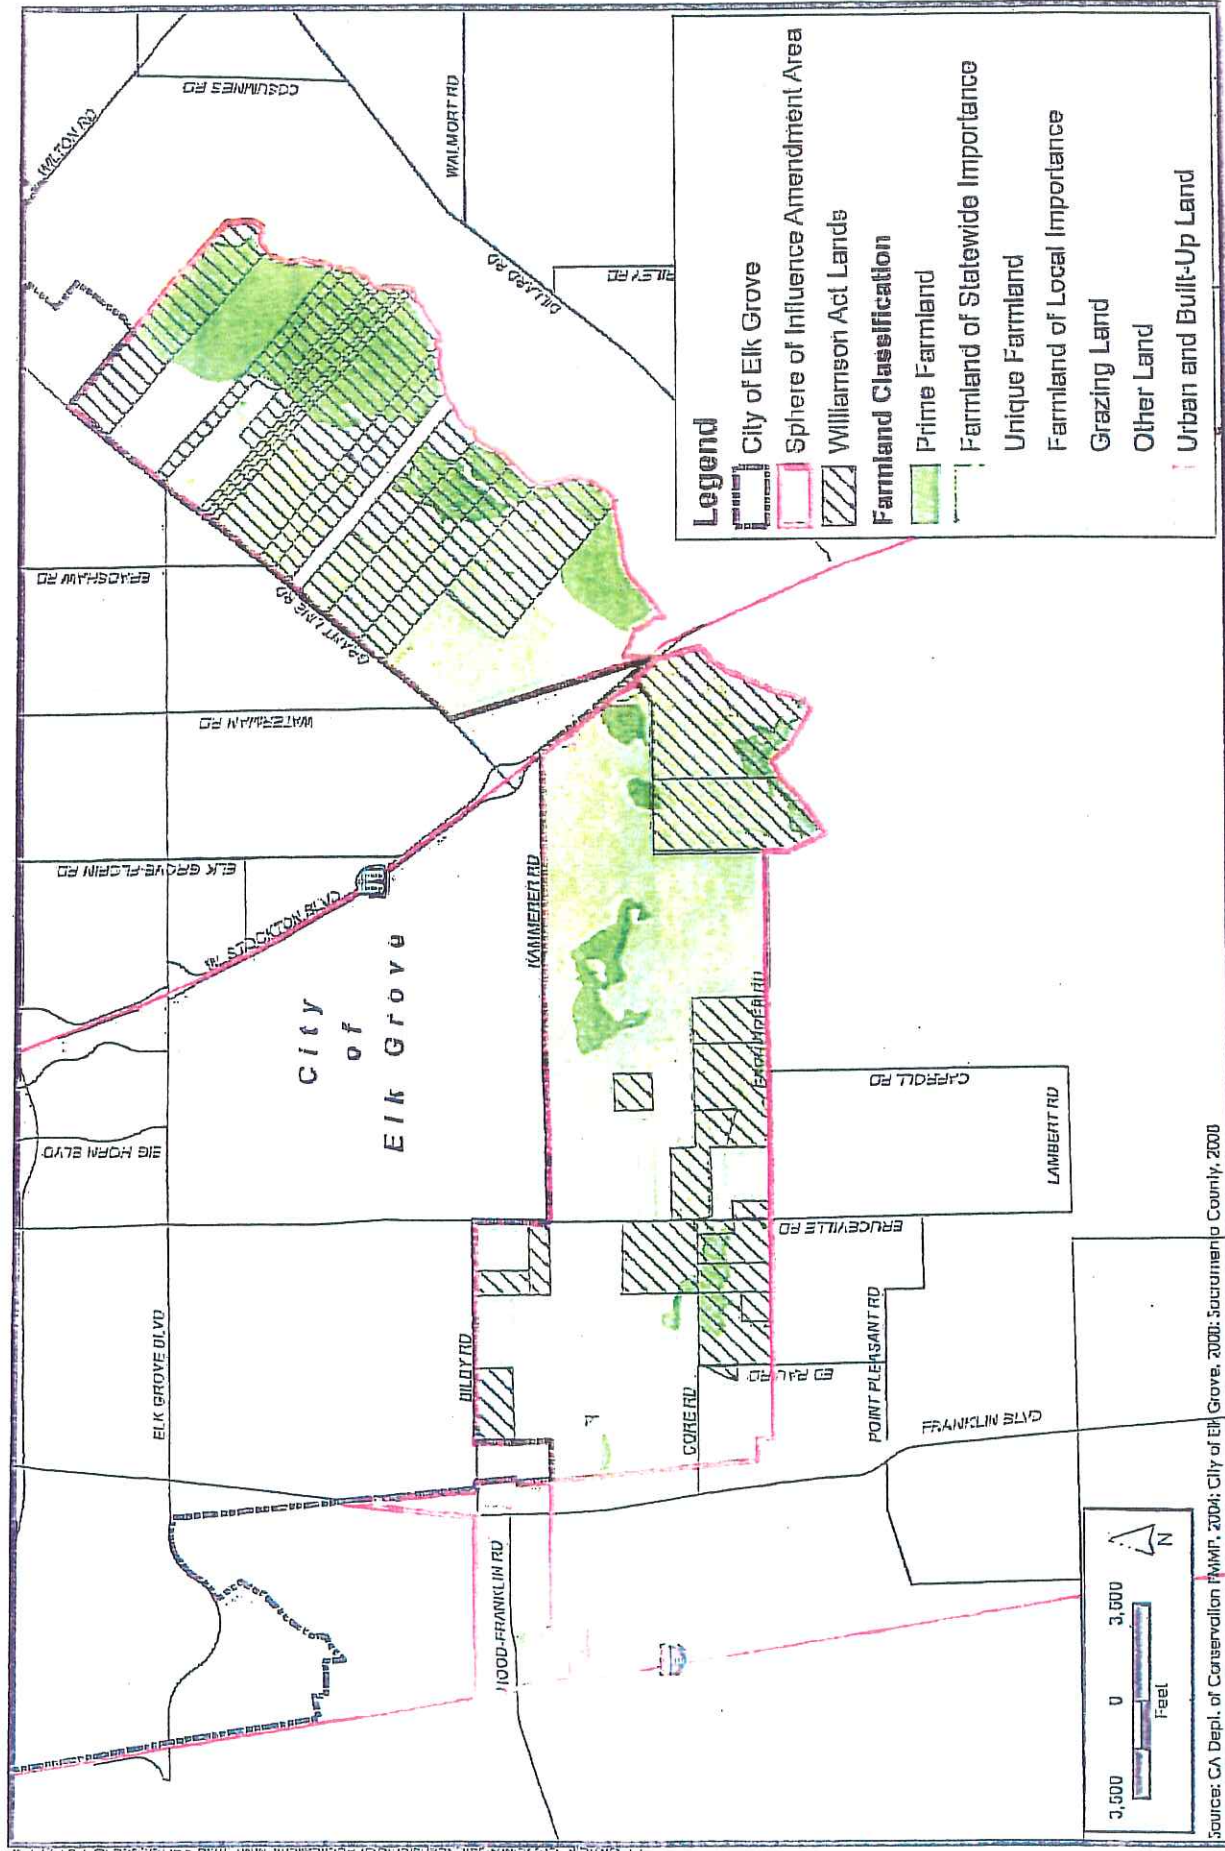 WILTON RD
COSUMNES RD
WALMORT RD
DILLARD RD
RILEY RD
BRADSHAW RD
GRANT LINE RD
WATERMAN RD
ELK GROVE-FLORIN RD
W. STOCKTON BLVD
City
of
Elk Grove
KAMMERER RD
BIG HORN BLVD
ELK GROVE BLVD
BILBY RD
CORE RD
ED RAU RD
BRUCEVILLE RD
CARROLL RD
LAMBERT RD
POINT PLEASANT RD
HOOD-FRANKLIN RD
Legend
City of Elk Grove
Sphere of Influence Amendment Area
Williamson Act Lands
Farmland Classification
Prime Farmland
Farmland of Statewide Importance
Unique Farmland
Farmland of Local Importance
Grazing Land
Other Land
Urban and Built-Up Land
3,500 0 3,500
Feet
N
Source: CA Dept. of Conservation FMMP, 2004; City of Elk Grove, 2008; Sacramento County, 2008